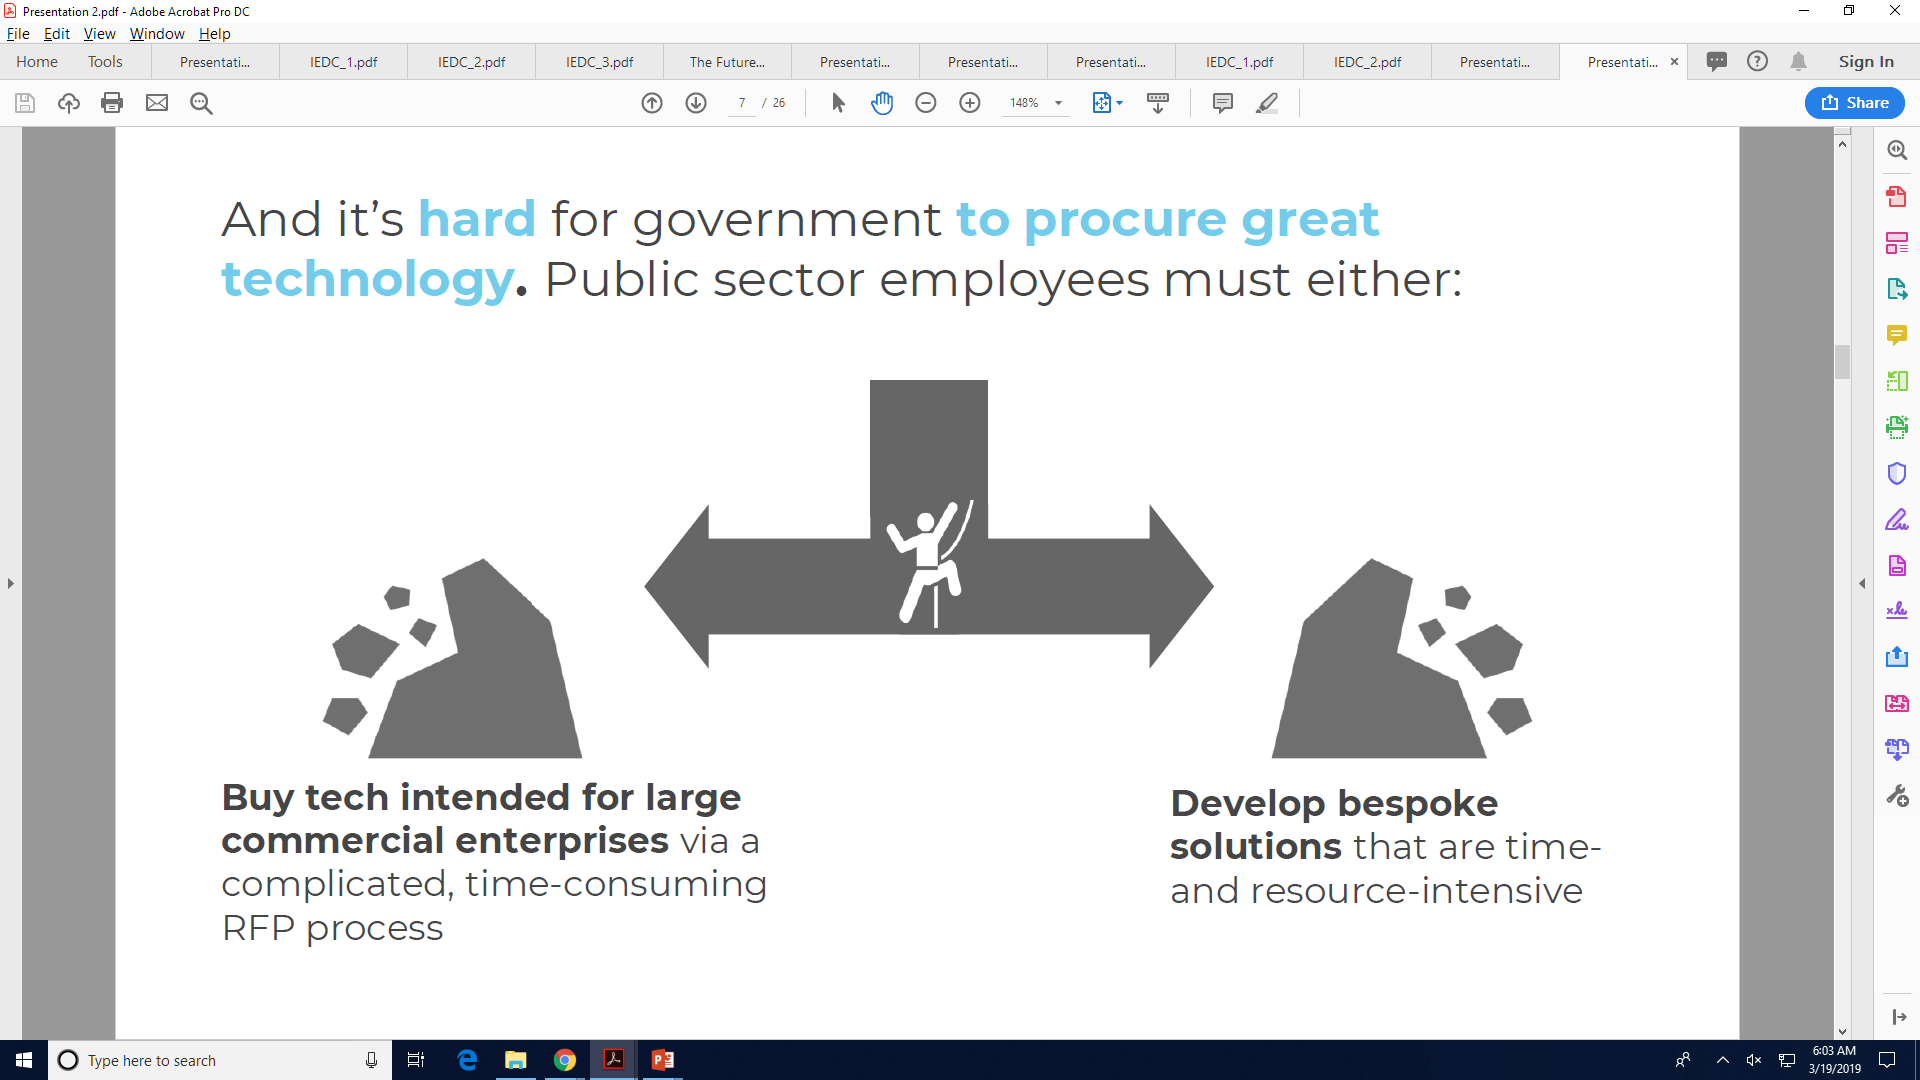 Presentation 2.pdf - Adobe Acrobat Pro DC
File Edit View Window Help
Home Tools Presentati... IEDC_1.pdf IEDC_2.pdf IEDC_3.pdf The Future... Presentati... Presentati... Presentati... IEDC_1.pdf IEDC_2.pdf Presentati... Presentati... Sign In
7 / 26 148% Share
And it’s hard for government to procure great
technology. Public sector employees must either:
Buy tech intended for large
commercial enterprises via a
complicated, time-consuming
RFP process
Develop bespoke
solutions that are time-
and resource-intensive
Type here to search
6:03 AM
3/19/2019